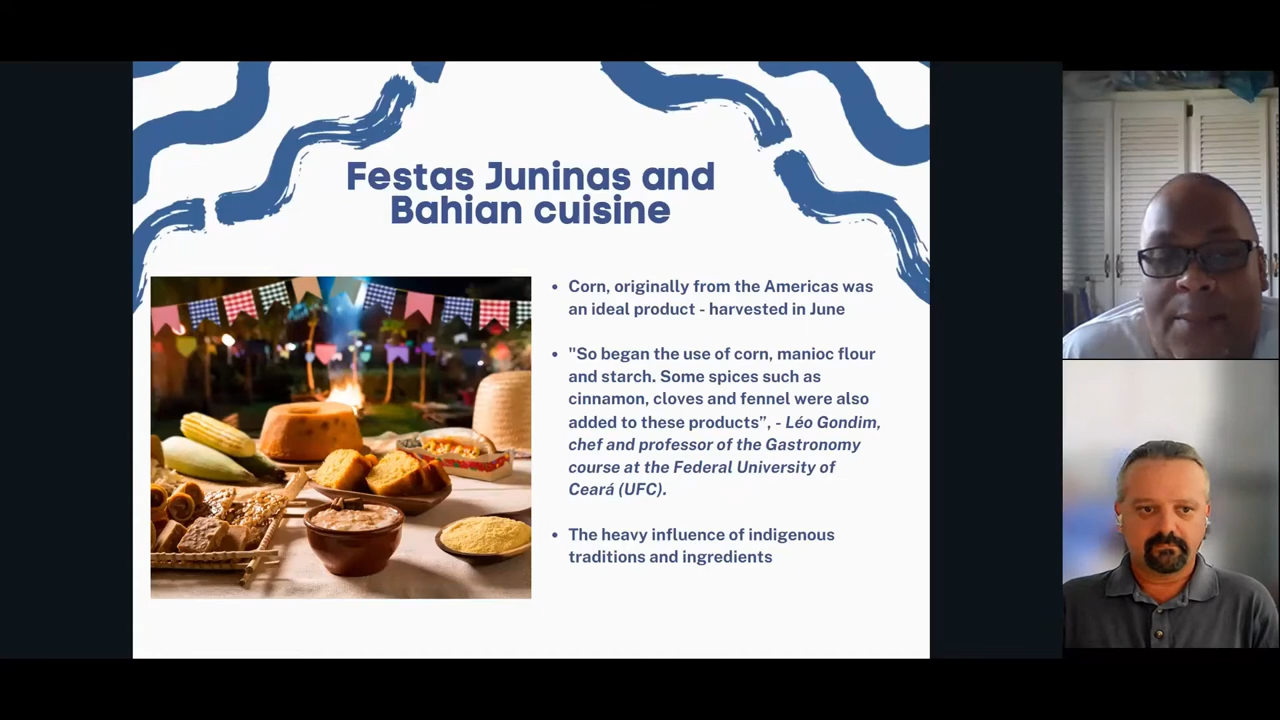 Festas Juninas and
Bahian cuisine
• Corn, originally from the Americas was
an ideal product - harvested in June
• "So began the use of corn, manioc flour
and starch. Some spices such as
cinnamon, cloves and fennel were also
added to these products”, - Léo Gondim,
chef and professor of the Gastronomy
course at the Federal University of
Ceará (UFC).
• The heavy influence of indigenous
traditions and ingredients